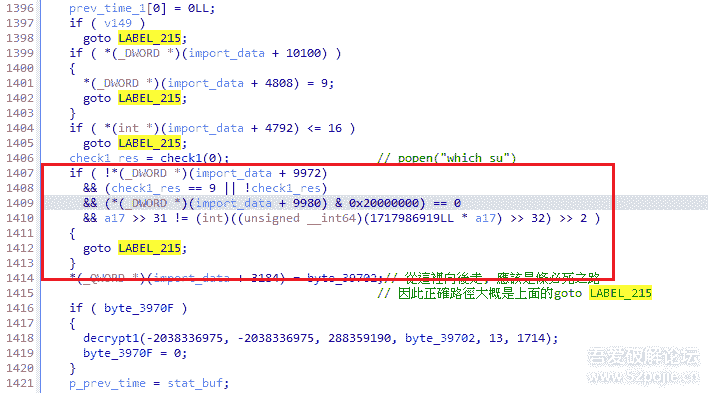 1396 prev_time_1[0] = 0LL;
1397 if ( v149 )
1398 goto LABEL_215;
1399 if ( *(_DWORD *)(import_data + 10100) )
1400 {
1401 *(_DWORD *)(import_data + 4808) = 9;
1402 goto LABEL_215;
1403 }
1404 if ( *(int *)(import_data + 4792) <= 16 )
1405 goto LABEL_215;
1406 check1_res = check1(0); // popen("which su")
1407 if ( !*(_DWORD *)(import_data + 9972)
1408 && (check1_res == 9 || !check1_res)
1409 && (*(_DWORD *)(import_data + 9980) & 0x20000000) == 0
1410 && a17 >> 31 != (int)((unsigned __int64)(1717986919LL * a17) >> 32) >> 2 )
1411 {
1412 goto LABEL_215;
1413 }
1414 *(_QWORD *)(import_data + 3184) = byte_39702;// 從這裡向後走，應該是條必死之路
1415 // 因此正確路徑大概是上面的goto LABEL_215
1416 if ( byte_3970F )
1417 {
1418 decrypt1(-2038336975, -2038336975, 288359190, byte_39702, 13, 1714);
1419 byte_3970F = 0;
1420 }
1421 p_prev_time = stat_buf;
吾爱破解论坛
www.52pojie.cn